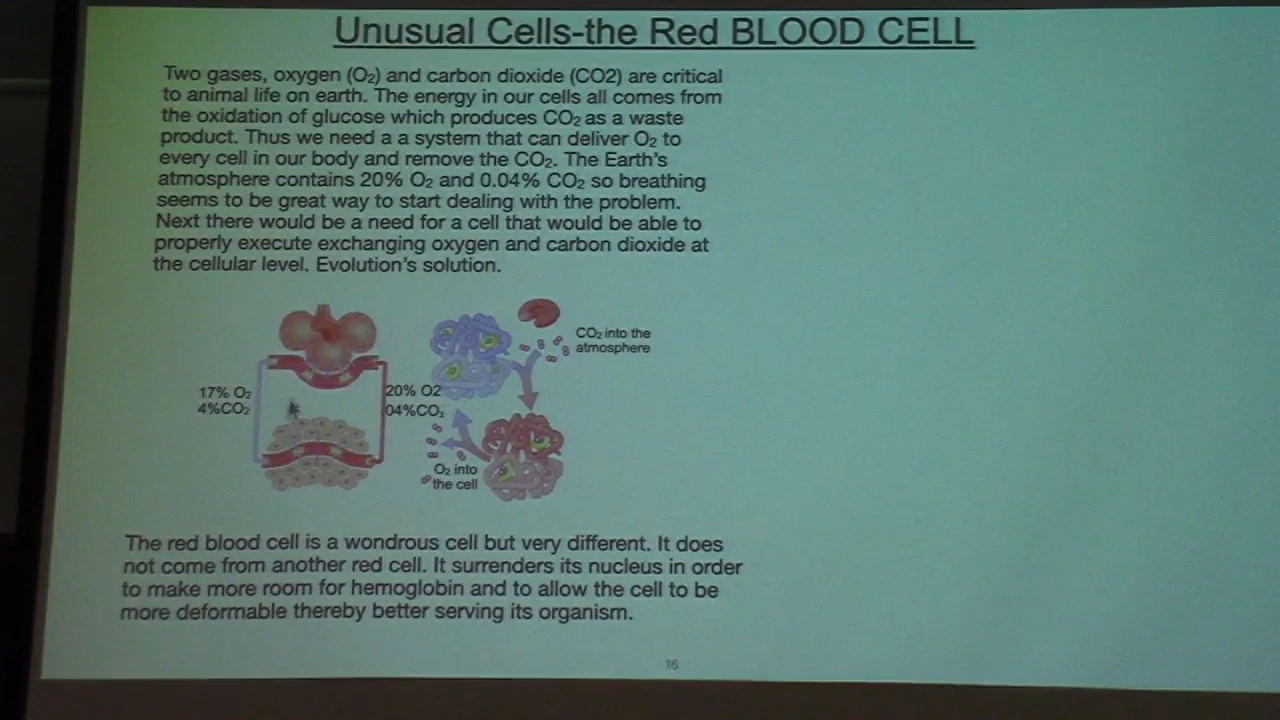 Unusual Cells-the Red BLOOD CELL
Two gases, oxygen (O₂) and carbon dioxide (CO2) are critical
to animal life on earth. The energy in our cells all comes from
the oxidation of glucose which produces CO₂ as a waste
product. Thus we need a a system that can deliver O₂ to
every cell in our body and remove the CO₂. The Earth's
atmosphere contains 20% O₂ and 0.04% CO₂ so breathing
seems to be great way to start dealing with the problem.
Next there would be a need for a cell that would be able to
properly execute exchanging oxygen and carbon dioxide at
the cellular level. Evolution's solution.
17% O₂
4%CO₂
20% O2
04%CO₂
CO₂ into the
atmosphere
O₂ into
the cell
The red blood cell is a wondrous cell but very different. It does
not come from another red cell. It surrenders its nucleus in order
to make more room for hemoglobin and to allow the cell to be
more deformable thereby better serving its organism.
16